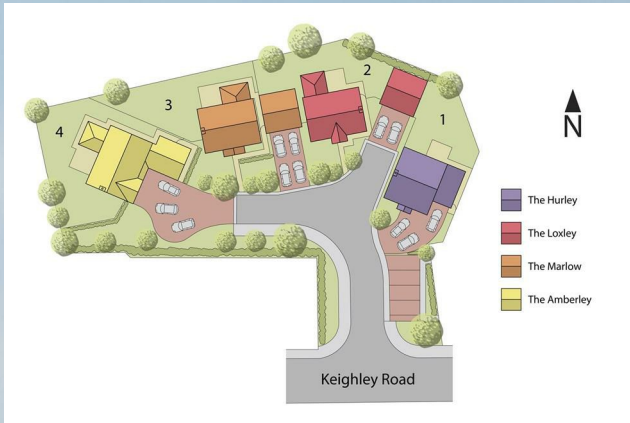 2
3
1
4
N
The Hurley
The Loxley
The Marlow
The Amberley
Keighley Road